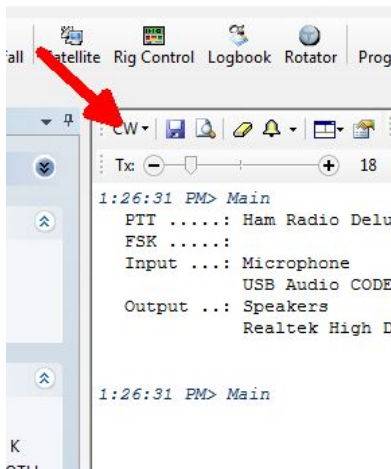 all Satellite Rig Control Logbook Rotator Prog
CW
Tx: 18
1:26:31 PM> Main
PTT .....: Ham Radio Delu
FSK .....:
Input ...: Microphone
USB Audio CODE
Output ..: Speakers
Realtek High D
1:26:31 PM> Main
K